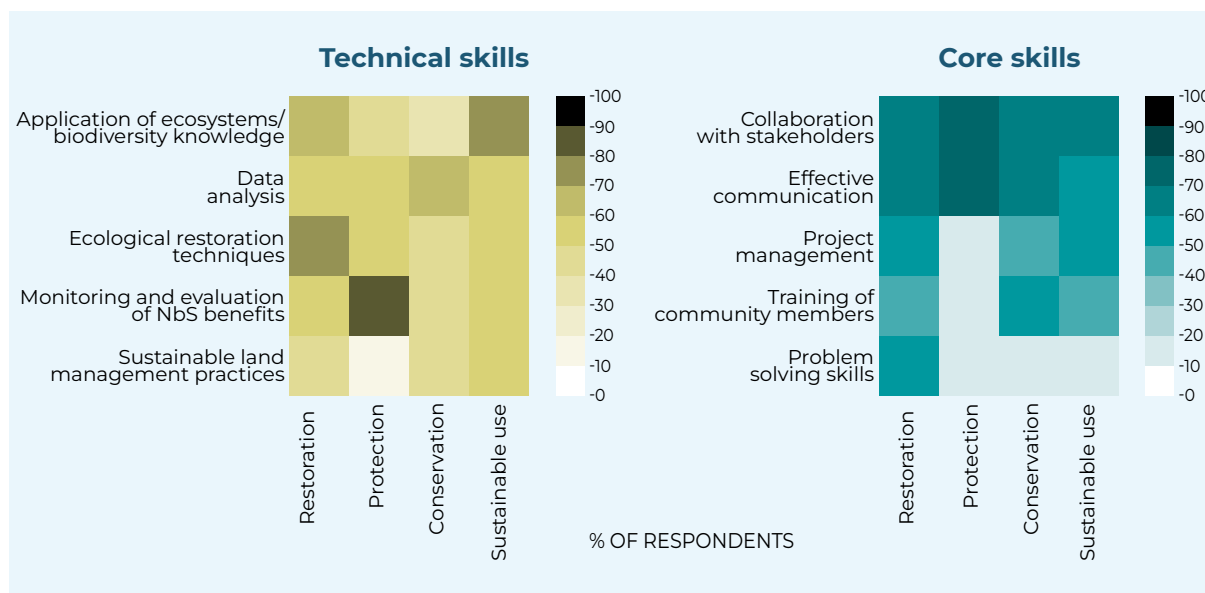 Technical skills
Application of ecosystems/
biodiversity knowledge
Data
analysis
Ecological restoration
techniques
Monitoring and evaluation
of NbS benefits
Sustainable land
management practices
-100
-90
-80
-70
-60
-50
-40
-30
-20
-10
-0
Restoration
Protection
Conservation
Sustainable use
Core skills
Collaboration
with stakeholders
Effective
communication
Project
management
Training of
community members
Problem
solving skills
-100
-90
-80
-70
-60
-50
-40
-30
-20
-10
-0
Restoration
Protection
Conservation
Sustainable use
% OF RESPONDENTS